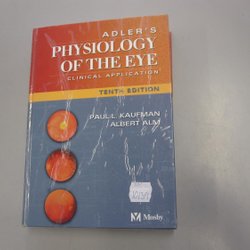 ADLER'S
PHYSIOLOGY
OF THE EYE
CLINICAL APPLICATION
TENTH EDITION
PAUL L. KAUFMAN
ALBERT ALM
M Mosby